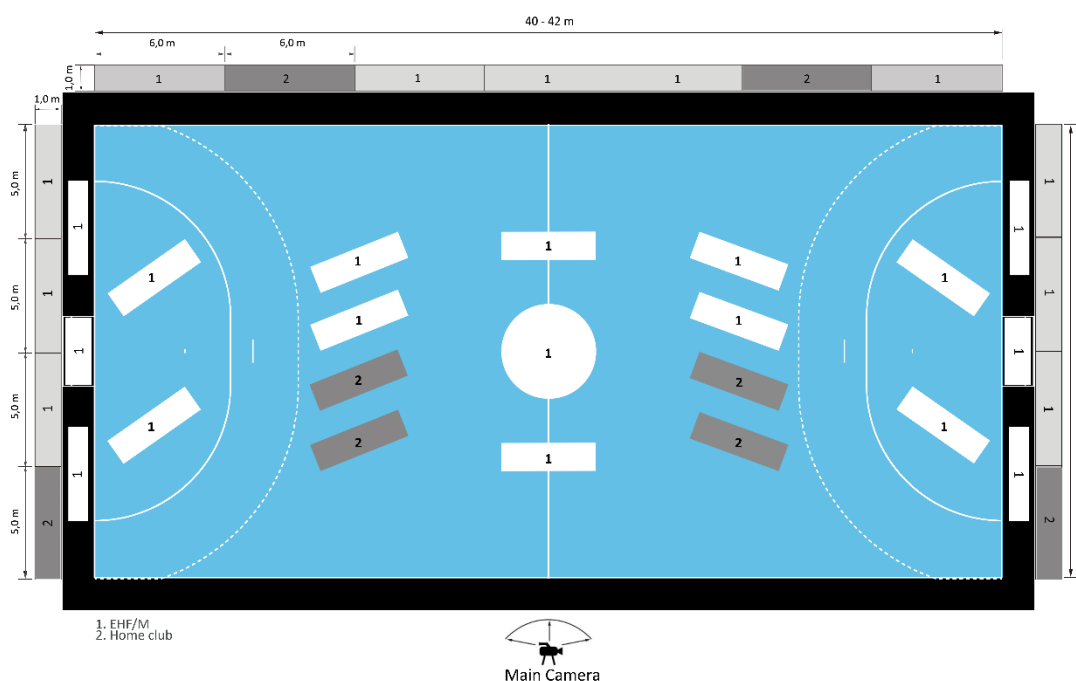 40 - 42 m
6,0 m 6,0 m
1,0 m 1 2 1 1 1 2 1
1,0 m
5,0 m 1 1 1 1
5,0 m 1 1 1 1 1 1 1 1
1 1
1 1 1
5,0 m 1 2 2 1
1 2 2 1
1 1 1
5,0 m 2 2
1. EHF/M
2. Home club
Main Camera